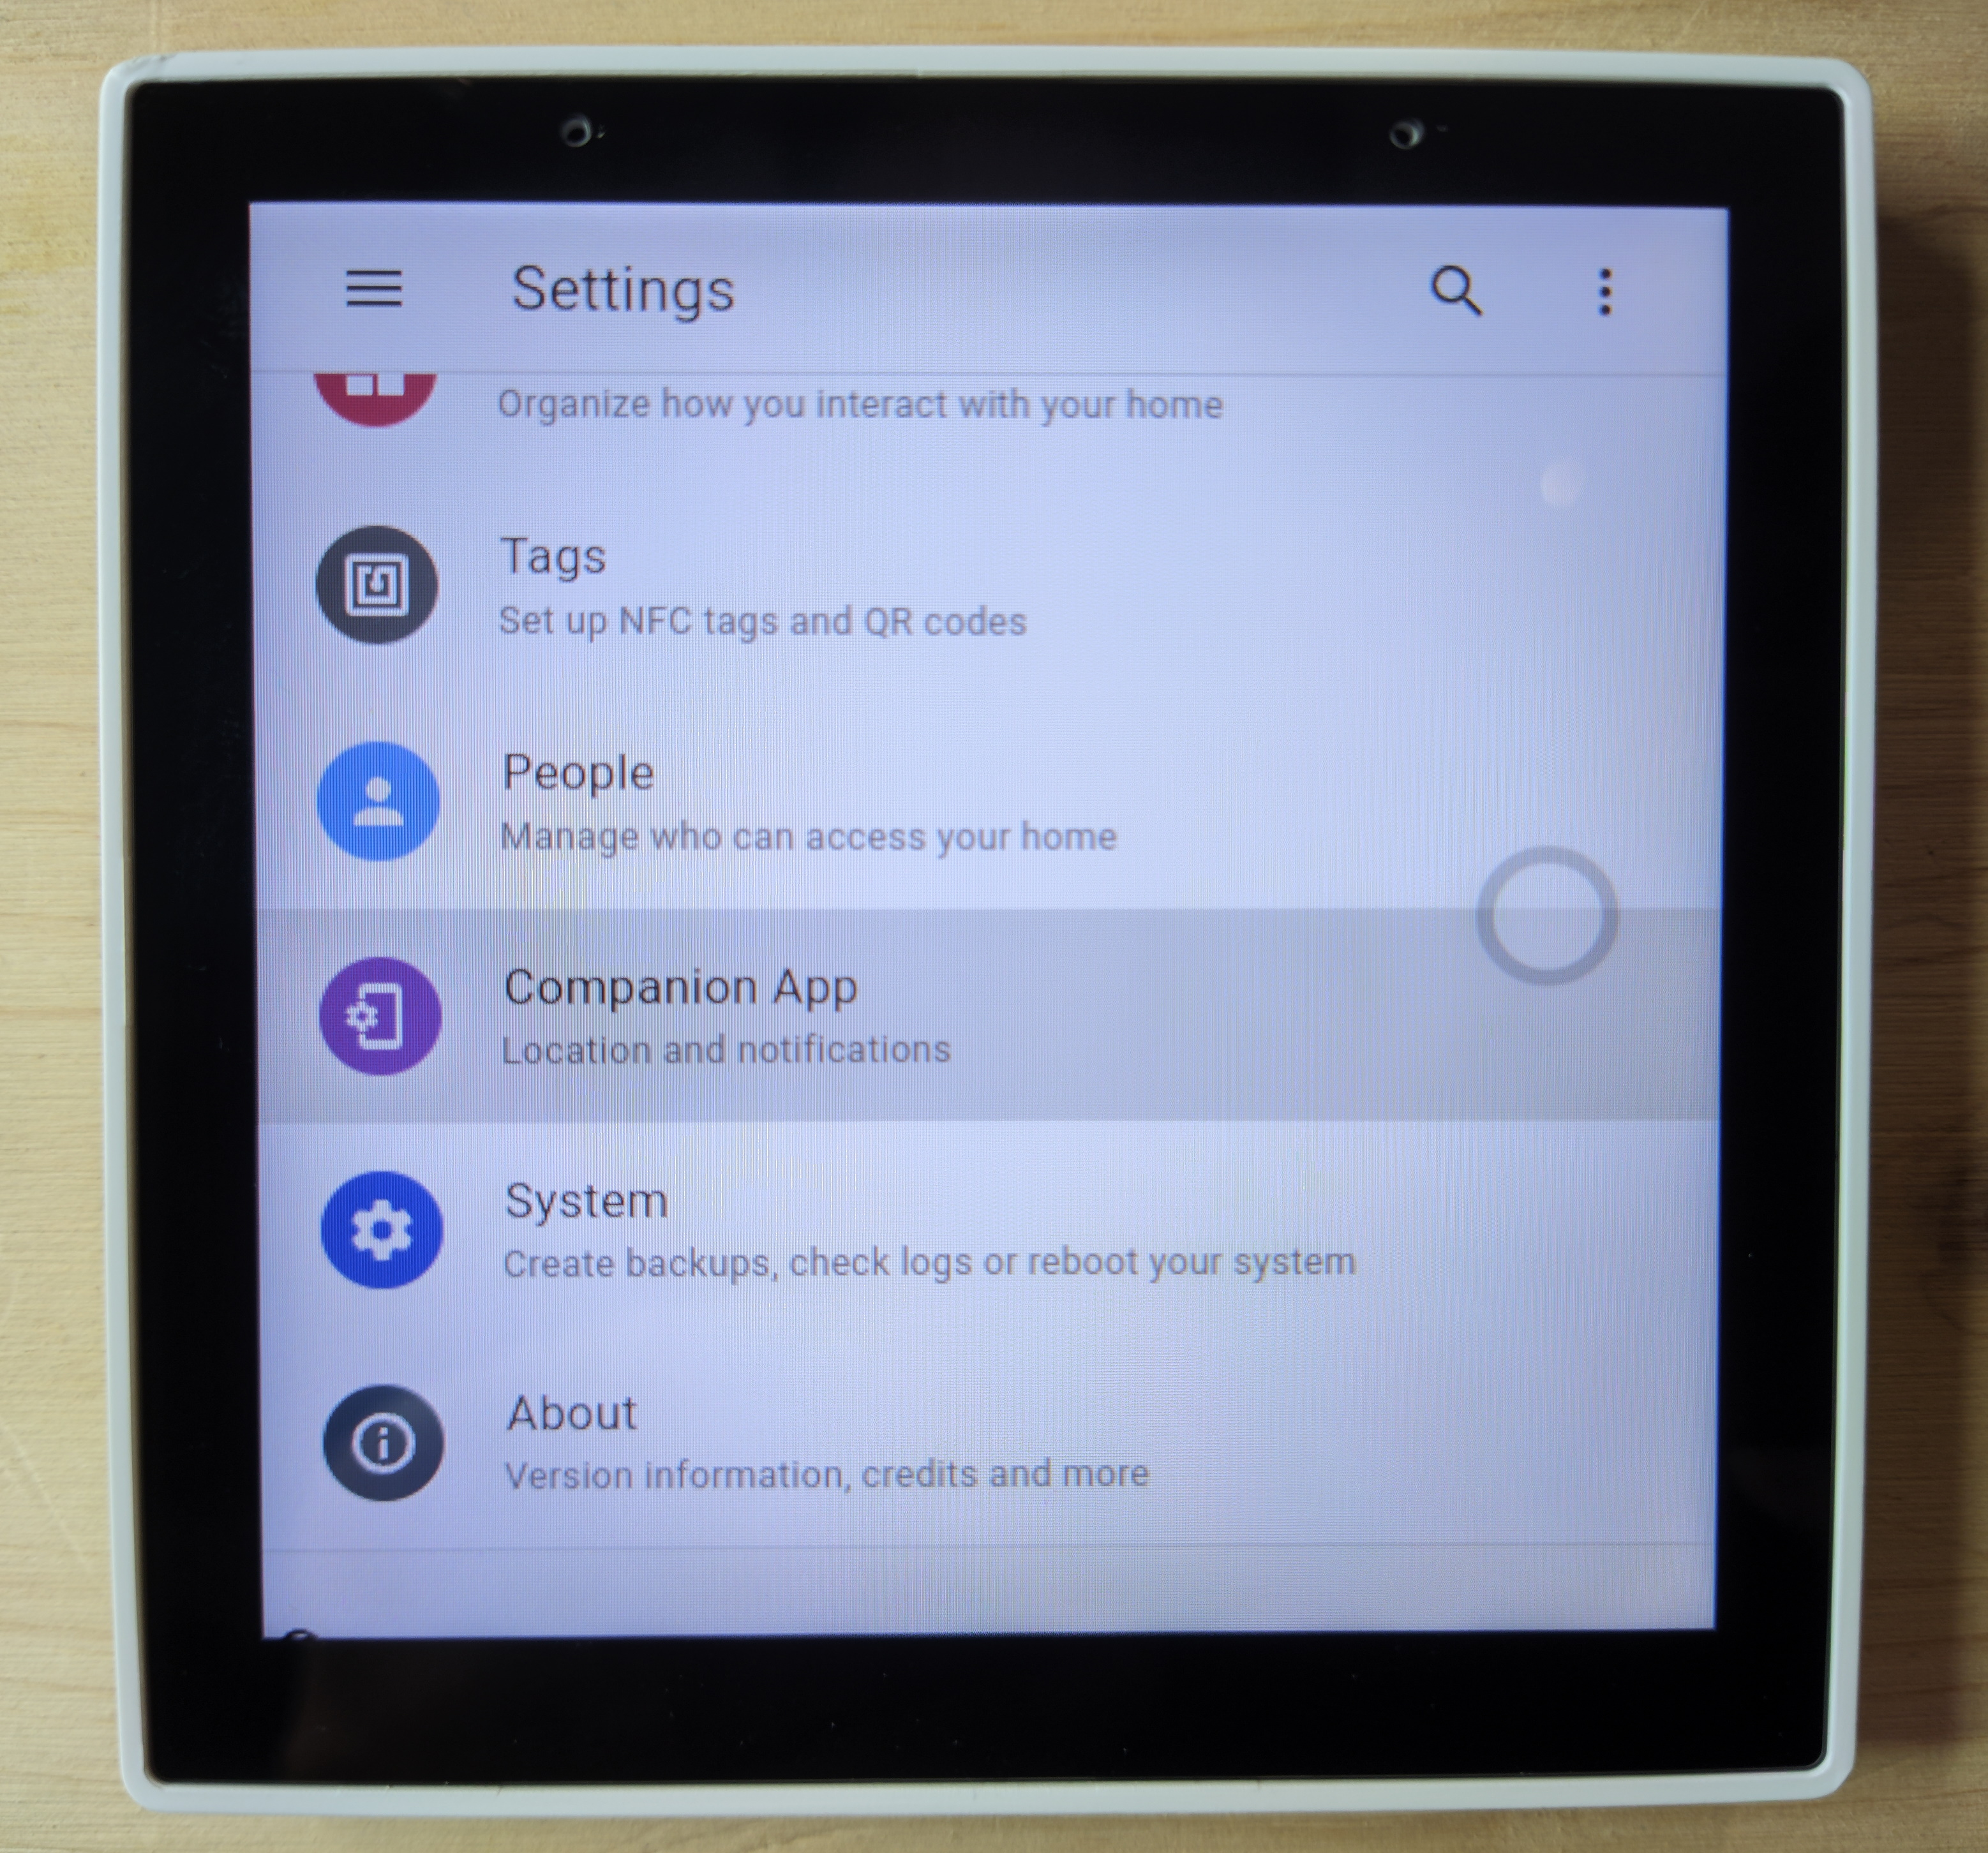 Settings
Organize how you interact with your home
Tags
Set up NFC tags and QR codes
People
Manage who can access your home
Companion App
Location and notifications
System
Create backups, check logs or reboot your system
About
Version information, credits and more